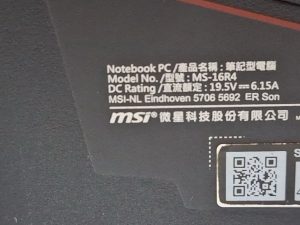 Notebook PC / 產品名稱 : 筆記型電腦
Model No. / 型號 : MS-16R4
DC Rating / 直流額定 : 19.5V⎓6.15A
MSI-NL Eindhoven 5706 5692 ER Son
msi® 微星科技股份有限公司